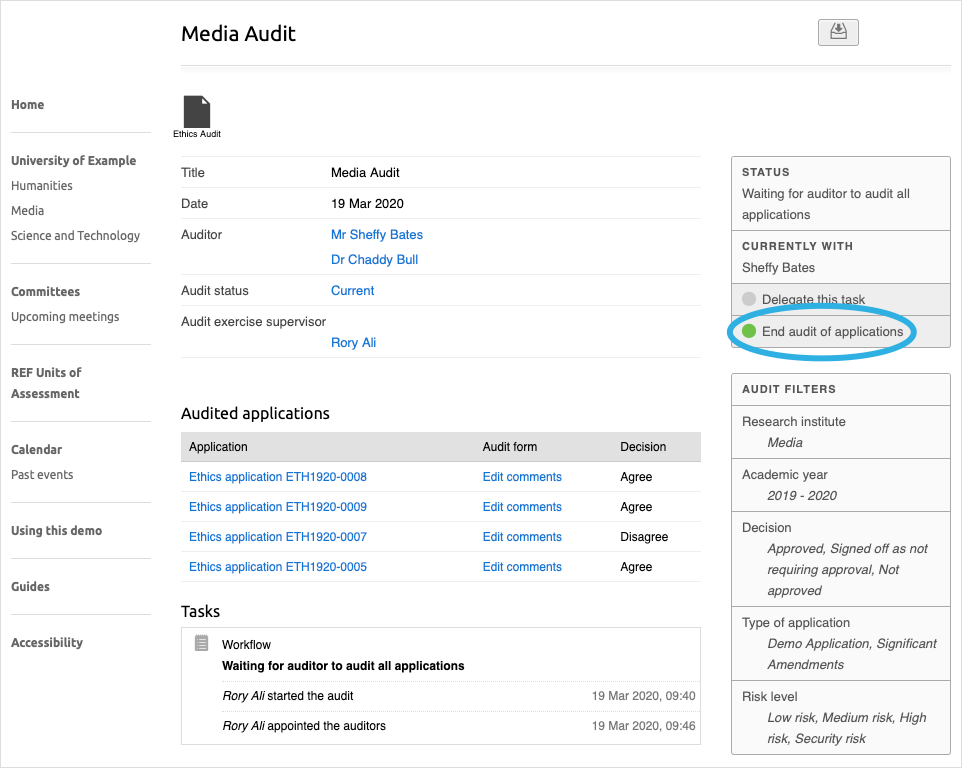 Media Audit
Home
University of Example
Humanities
Media
Science and Technology
Committees
Upcoming meetings
REF Units of
Assessment
Calendar
Past events
Using this demo
Guides
Accessibility
Ethics Audit
Title Media Audit
Date 19 Mar 2020
Auditor Mr Sheffy Bates
Dr Chaddy Bull
Audit status Current
Audit exercise supervisor
Rory Ali
Audited applications
Application Audit form Decision
Ethics application ETH1920-0008 Edit comments Agree
Ethics application ETH1920-0009 Edit comments Agree
Ethics application ETH1920-0007 Edit comments Disagree
Ethics application ETH1920-0005 Edit comments Agree
Tasks
Workflow
Waiting for auditor to audit all applications
Rory Ali started the audit 19 Mar 2020, 09:40
Rory Ali appointed the auditors 19 Mar 2020, 09:46
STATUS
Waiting for auditor to audit all
applications
CURRENTLY WITH
Sheffy Bates
Delegate this task
End audit of applications
AUDIT FILTERS
Research institute
Media
Academic year
2019 - 2020
Decision
Approved, Signed off as not
requiring approval, Not
approved
Type of application
Demo Application, Significant
Amendments
Risk level
Low risk, Medium risk, High
risk, Security risk